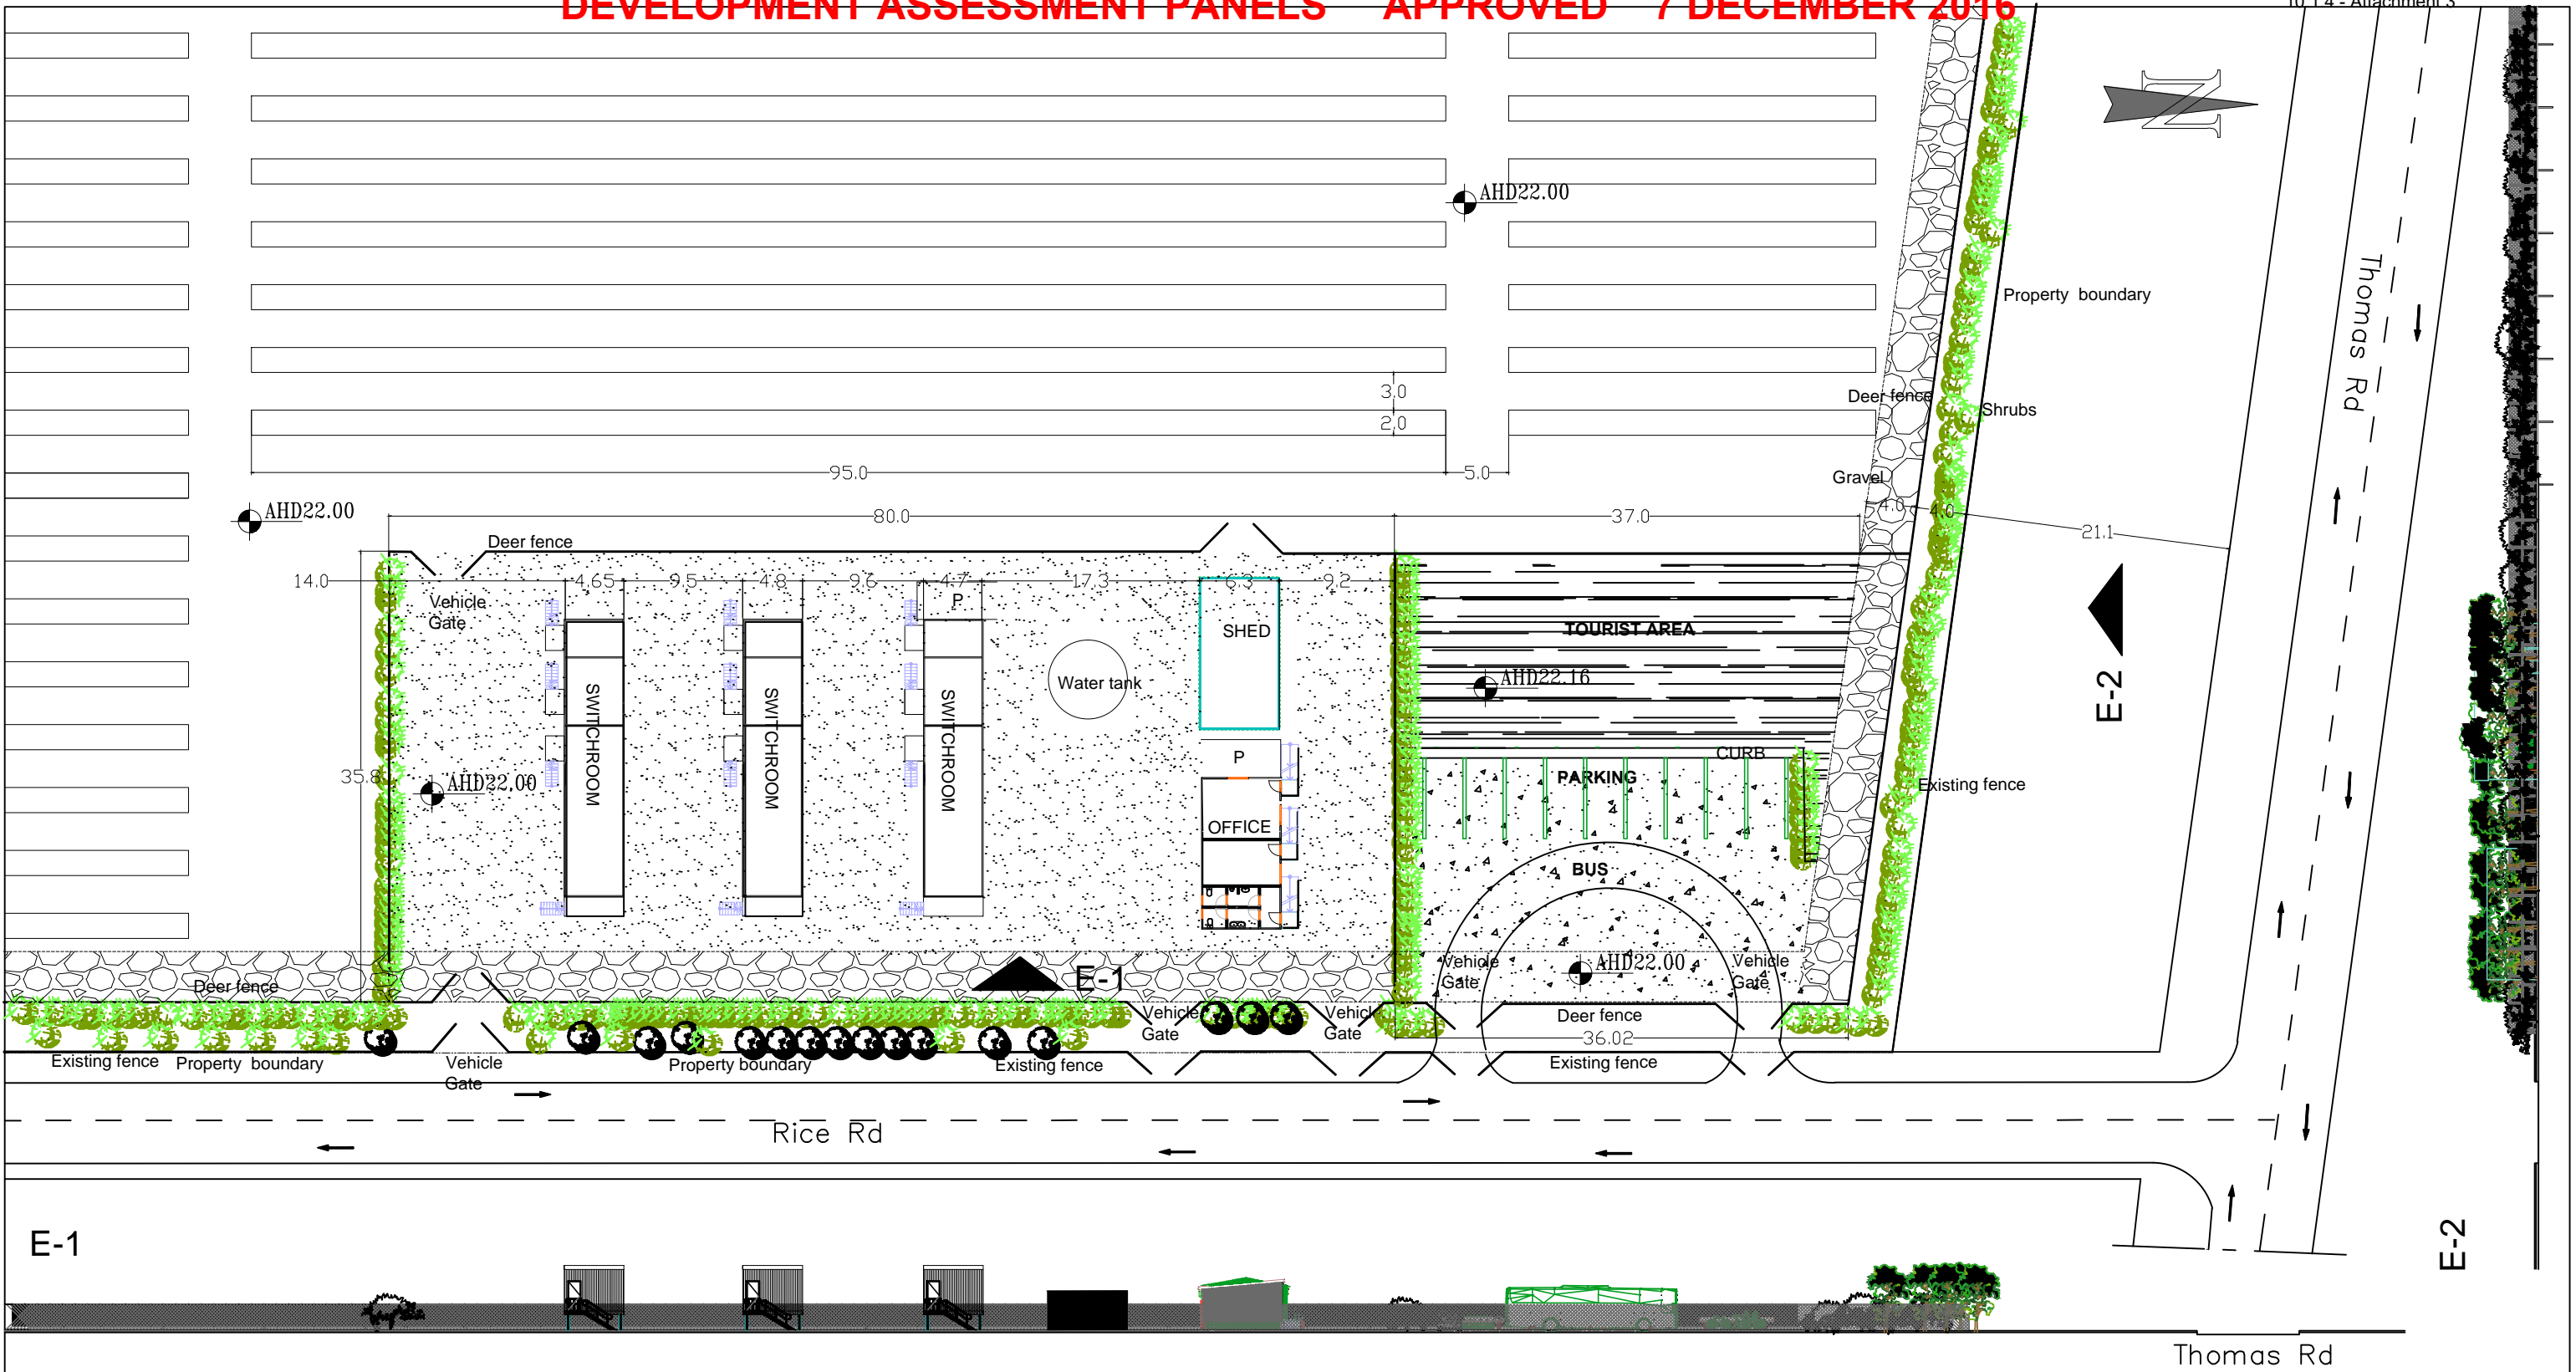 DEVELOPMENT ASSESSMENT PANELS APPROVED 7 DECEMBER 2016
10.1.4 - Attachment 3
N
AHD22.00
Thomas Rd
Property boundary
3.0
2.0
Deer fence
Shrubs
95.0
5.0
Gravel
AHD22.00
80.0
37.0
4.0
4.0
21.1
Deer fence
14.0
4.65
9.5
4.8
9.6
4.7
17.3
6.3
9.2
Vehicle
Gate
P
SHED
TOURIST AREA
E-2
SWITCHROOM
SWITCHROOM
SWITCHROOM
Water tank
AHD22.16
35.8
AHD22.00
P
CURB
PARKING
Existing fence
OFFICE
BUS
E-1
Vehicle
Gate
AHD22.00
Vehicle
Gate
Deer fence
Vehicle
Gate
Vehicle
Gate
Deer fence
36.02
Existing fence
Property boundary
Vehicle
Gate
Property boundary
Existing fence
Existing fence
Rice Rd
E-1
E-2
Thomas Rd